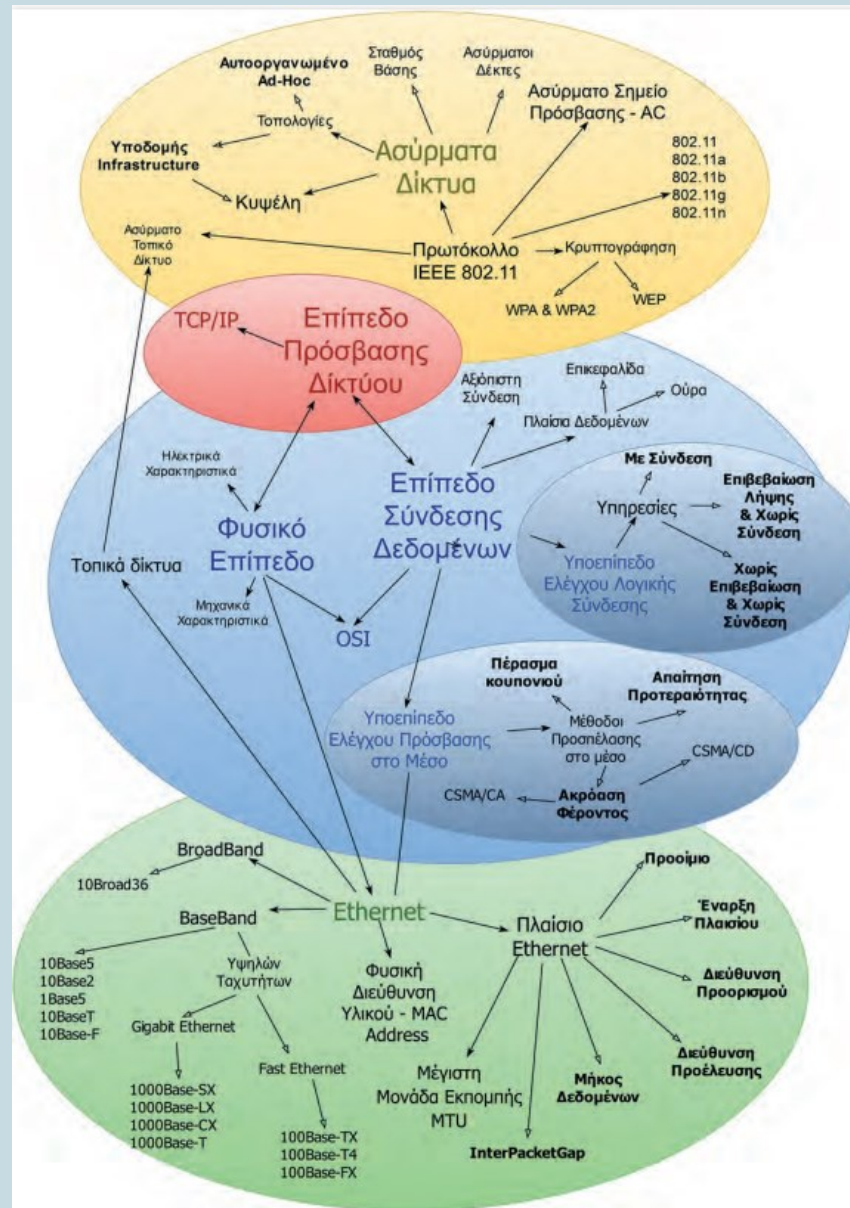 Αυτοοργανωμένο
Ad-Hoc
Σταθμός
Βάσης
Ασύρματοι
Δέκτες
Ασύρματο Σημείο
Πρόσβασης - AC
Τοπολογίες
Υποδομής
Infrastructure
Ασύρματα
Δίκτυα
802.11
802.11a
802.11b
802.11g
802.11n
Κυψέλη
Ασύρματο
Τοπικό
Δίκτυο
Πρωτόκολλο
IEEE 802.11
Κρυπτογράφηση
WPA & WPA2
WEP
TCP/IP
Επίπεδο
Πρόσβασης
Δικτύου
Αξιόπιστη
Σύνδεση
Επικεφαλίδα
Ούρα
Πλαίσια Δεδομένων
Ηλεκτρικά
Χαρακτηριστικά
Επίπεδο
Σύνδεσης
Δεδομένων
Με Σύνδεση
Υπηρεσίες
Επιβεβαίωση
Λήψης
& Χωρίς
Σύνδεση
Φυσικό
Επίπεδο
Τοπικά δίκτυα
Υποεπίπεδο
Ελέγχου Λογικής
Σύνδεσης
Χωρίς
Επιβεβαίωση
& Χωρίς
Σύνδεση
Μηχανικά
Χαρακτηριστικά
OSI
Πέρασμα
κουπονιού
Απαίτηση
Προτεραιότητας
Υποεπίπεδο
Ελέγχου Πρόσβασης
στο Μέσο
Μέθοδοι
Προσπέλασης
στο μέσο
CSMA/CD
CSMA/CA
Ακρόαση
Φέροντος
BroadBand
10Broad36
BaseBand
Ethernet
Πλαίσιο
Ethernet
Προοίμιο
Έναρξη
Πλαισίου
10Base5
10Base2
1Base5
10BaseT
10Base-F
Υψηλών
Ταχυτήτων
Φυσική
Διεύθυνση
Υλικού - MAC
Address
Διεύθυνση
Προορισμού
Gigabit Ethernet
Fast Ethernet
Διεύθυνση
Προέλευσης
1000Base-SX
1000Base-LX
1000Base-CX
1000Base-T
100Base-TX
100Base-T4
100Base-FX
Μέγιστη
Μονάδα Εκπομπής
MTU
Μήκος
Δεδομένων
InterPacketGap